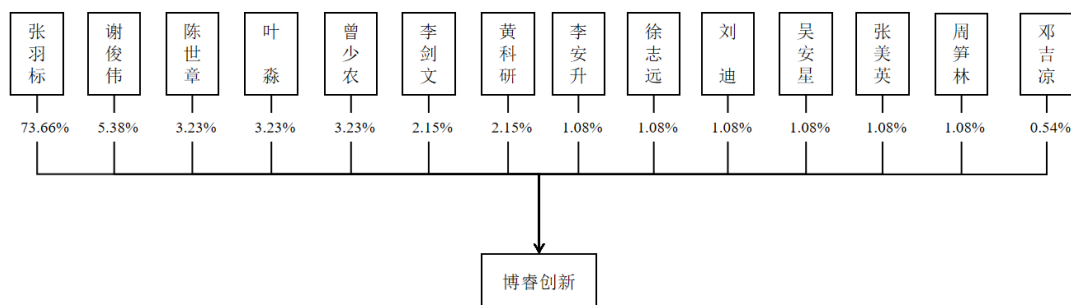 张羽标
谢俊伟
陈世章
叶淼
曾少农
李剑文
黄科研
李安升
徐志远
刘迪
吴安星
张美英
周笋林
邓吉凉
73.66%
5.38%
3.23%
3.23%
3.23%
2.15%
2.15%
1.08%
1.08%
1.08%
1.08%
1.08%
1.08%
0.54%
博睿创新